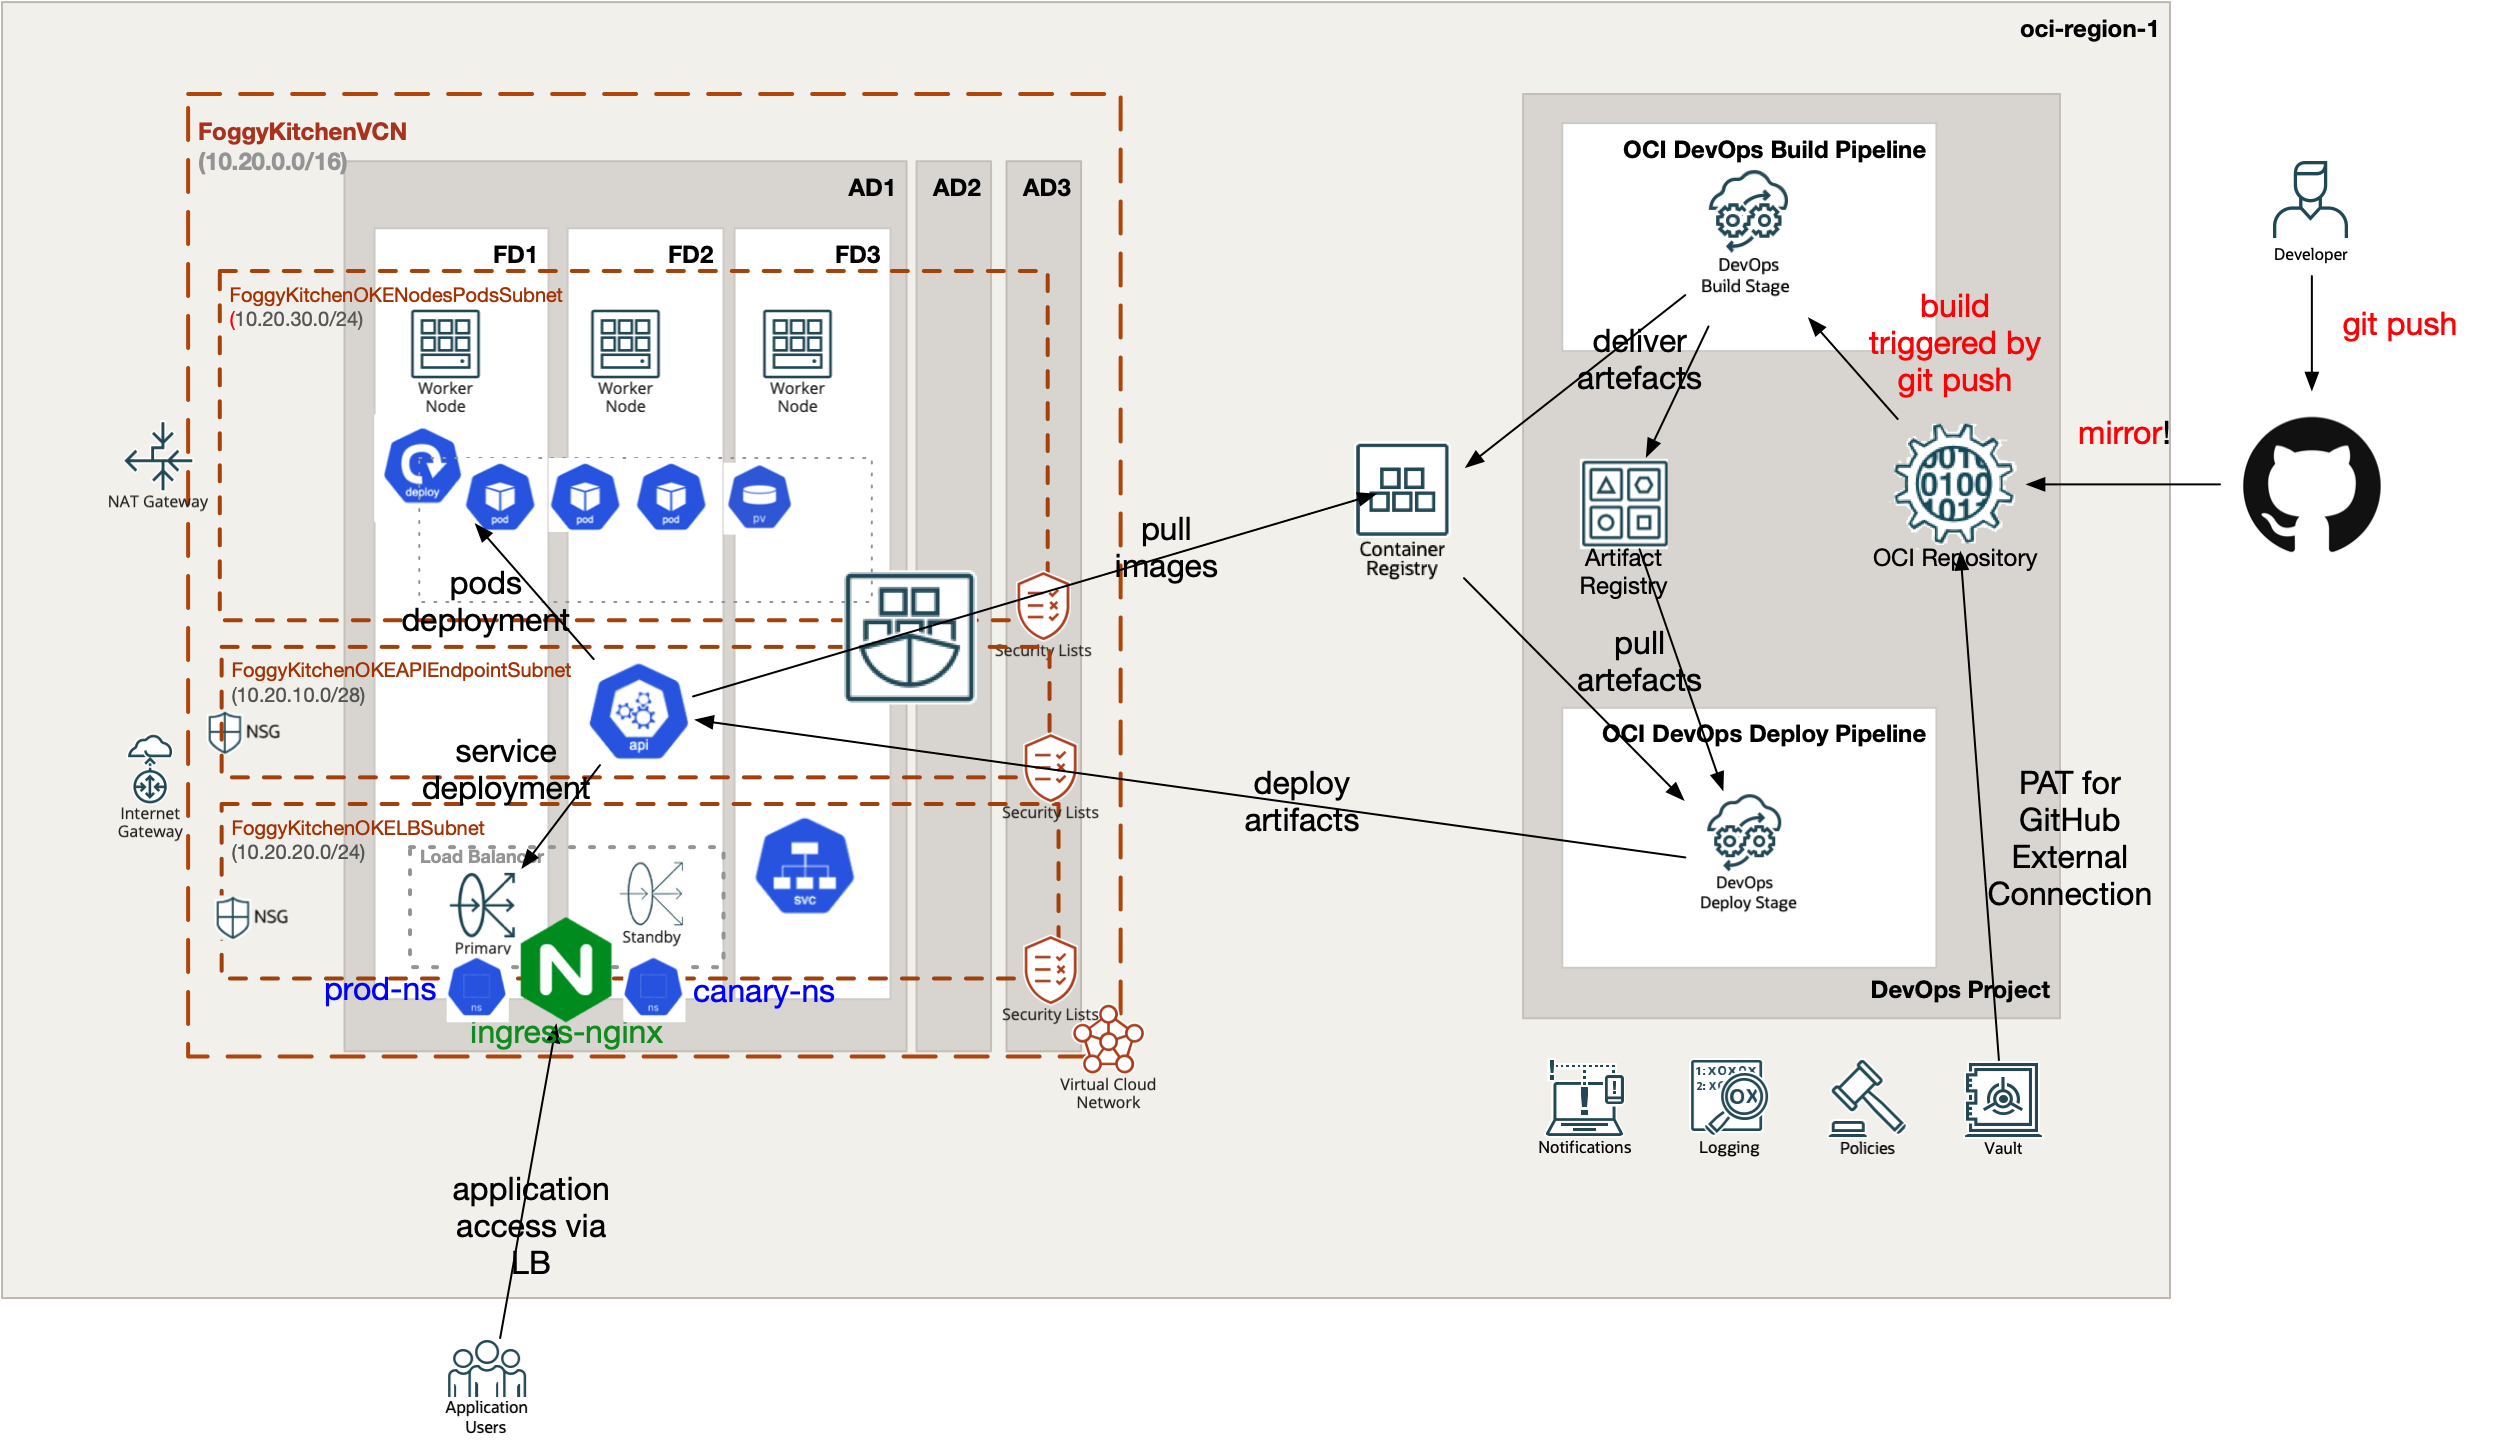 oci-region-1
FoggyKitchenVCN
(10.20.0.0/16)
AD1
AD2
AD3
FD1
FD2
FD3
FoggyKitchenOKENodesPodsSubnet
(10.20.30.0/24)
Worker
Node
Worker
Node
Worker
Node
NAT Gateway
deploy
pod
pod
pod
pv
pods
deployment
Security Lists
FoggyKitchenOKEAPIEndpointSubnet
(10.20.10.0/28)
NSG
api
service
deployment
Security Lists
Internet
Gateway
FoggyKitchenOKELBSubnet
(10.20.20.0/24)
NSG
Load Balancer
Primary
Standby
svc
prod-ns
ns
N
ns
canary-ns
ingress-nginx
Security Lists
Virtual Cloud
Network
application
access via
LB
Application
Users
pull
images
Container
Registry
deploy
artifacts
OCI DevOps Build Pipeline
DevOps
Build Stage
deliver
artefacts
build
triggered by
git push
Artifact
Registry
0100
OCI Repository
pull
artefacts
OCI DevOps Deploy Pipeline
DevOps
Deploy Stage
DevOps Project
PAT for
GitHub
External
Connection
Developer
git push
mirror!
Notifications
1: XOXOX
2: XO
OX
Logging
Policies
Vault